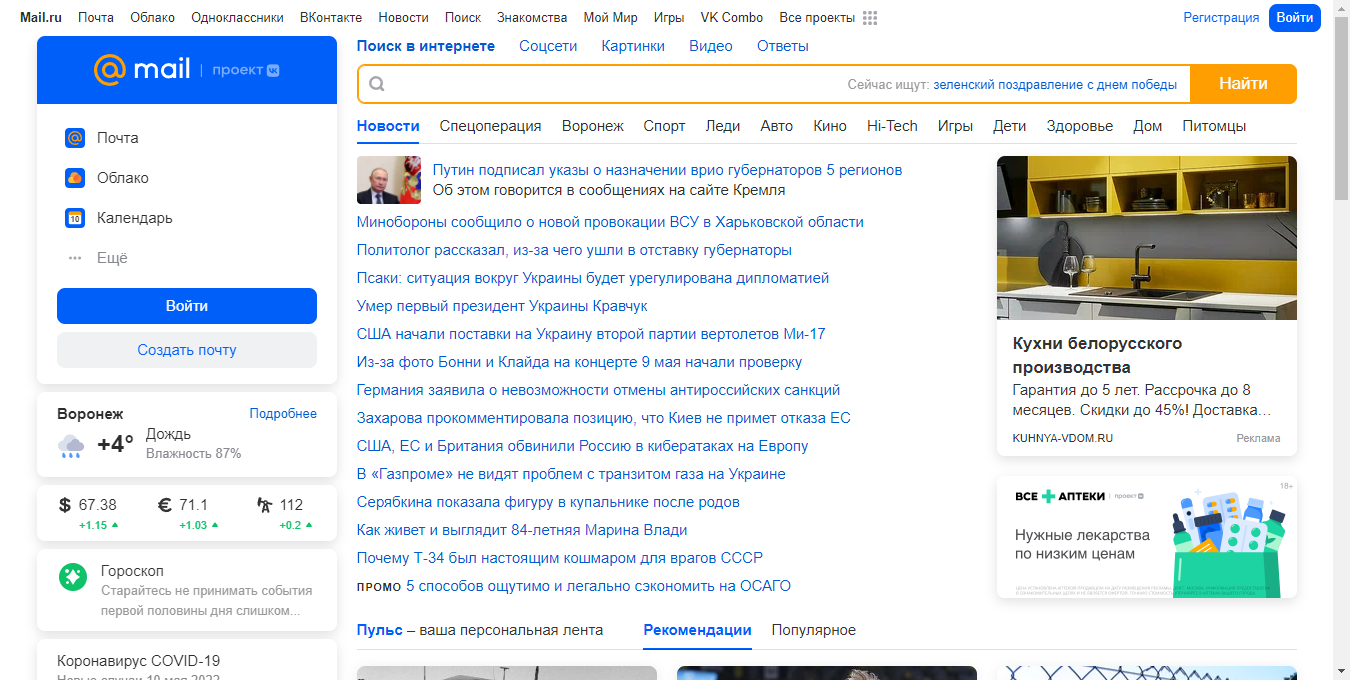 Mail.ru Почта Облако Одноклассники ВКонтакте Новости Поиск Знакомства Мой Мир Игры VK Combo Все проекты Регистрация Войти
@mail | проект
Почта
Облако
10 Календарь
Ещё
Войти
Создать почту
Воронеж Подробнее
+4° Дождь
Влажность 87%
$ 67.38 € 71.1 112
+1.15 +1.03 +0.2
Гороскоп
Старайтесь не принимать события
первой половины дня слишком...
Коронавирус COVID-19
Новые случаи 10 мая 2022
Поиск в интернете Соцсети Картинки Видео Ответы
Сейчас ищут: зеленский поздравление с днем победы Найти
Новости Спецоперация Воронеж Спорт Леди Авто Кино Hi-Tech Игры Дети Здоровье Дом Питомцы
Путин подписал указы о назначении врио губернаторов 5 регионов
Об этом говорится в сообщениях на сайте Кремля
Минобороны сообщило о новой провокации ВСУ в Харьковской области
Политолог рассказал, из-за чего ушли в отставку губернаторы
Псаки: ситуация вокруг Украины будет урегулирована дипломатией
Умер первый президент Украины Кравчук
США начали поставки на Украину второй партии вертолетов Ми-17
Из-за фото Бонни и Клайда на концерте 9 мая начали проверку
Германия заявила о невозможности отмены антироссийских санкций
Захарова прокомментировала позицию, что Киев не примет отказа ЕС
США, ЕС и Британия обвинили Россию в кибератаках на Европу
В «Газпроме» не видят проблем с транзитом газа на Украине
Серябкина показала фигуру в купальнике после родов
Как живет и выглядит 84-летняя Марина Влади
Почему Т-34 был настоящим кошмаром для врагов СССР
ПРОМО 5 способов ощутимо и легально сэкономить на ОСАГО
Пульс – ваша персональная лента Рекомендации Популярное
Кухни белорусского
производства
Гарантия до 5 лет. Рассрочка до 8
месяцев. Скидки до 45%! Доставка...
KUHNYA-VDOM.RU Реклама
18+
ВСЕ АПТЕКИ | проект
Нужные лекарства
по низким ценам